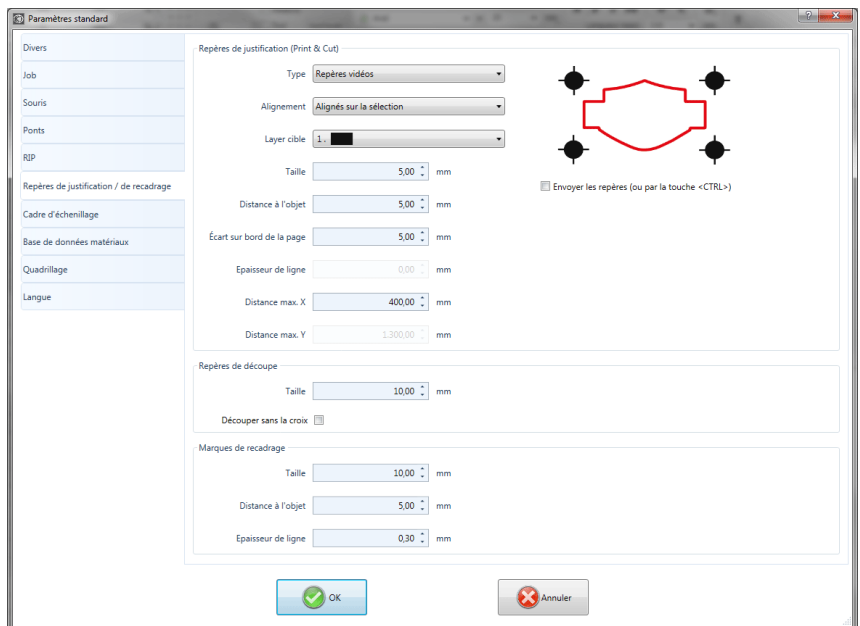 Paramètres standard
Divers
Job
Souris
Ponts
RIP
Repères de justification / de recadrage
Cadre d'échenillage
Base de données matériaux
Quadrillage
Langue
Repères de justification (Print & Cut)
Type Repères vidéos
Alignement Alignés sur la sélection
Layer cible 1.
Taille 5,00 mm
Distance à l'objet 5,00 mm
Écart sur bord de la page 5,00 mm
Epaisseur de ligne 0,00 mm
Distance max. X 400,00 mm
Distance max. Y 1.300,00 mm
Envoyer les repères (ou par la touche <CTRL>)
Repères de découpe
Taille 10,00 mm
Découper sans la croix
Marques de recadrage
Taille 10,00 mm
Distance à l'objet 5,00 mm
Epaisseur de ligne 0,30 mm
OK
Annuler